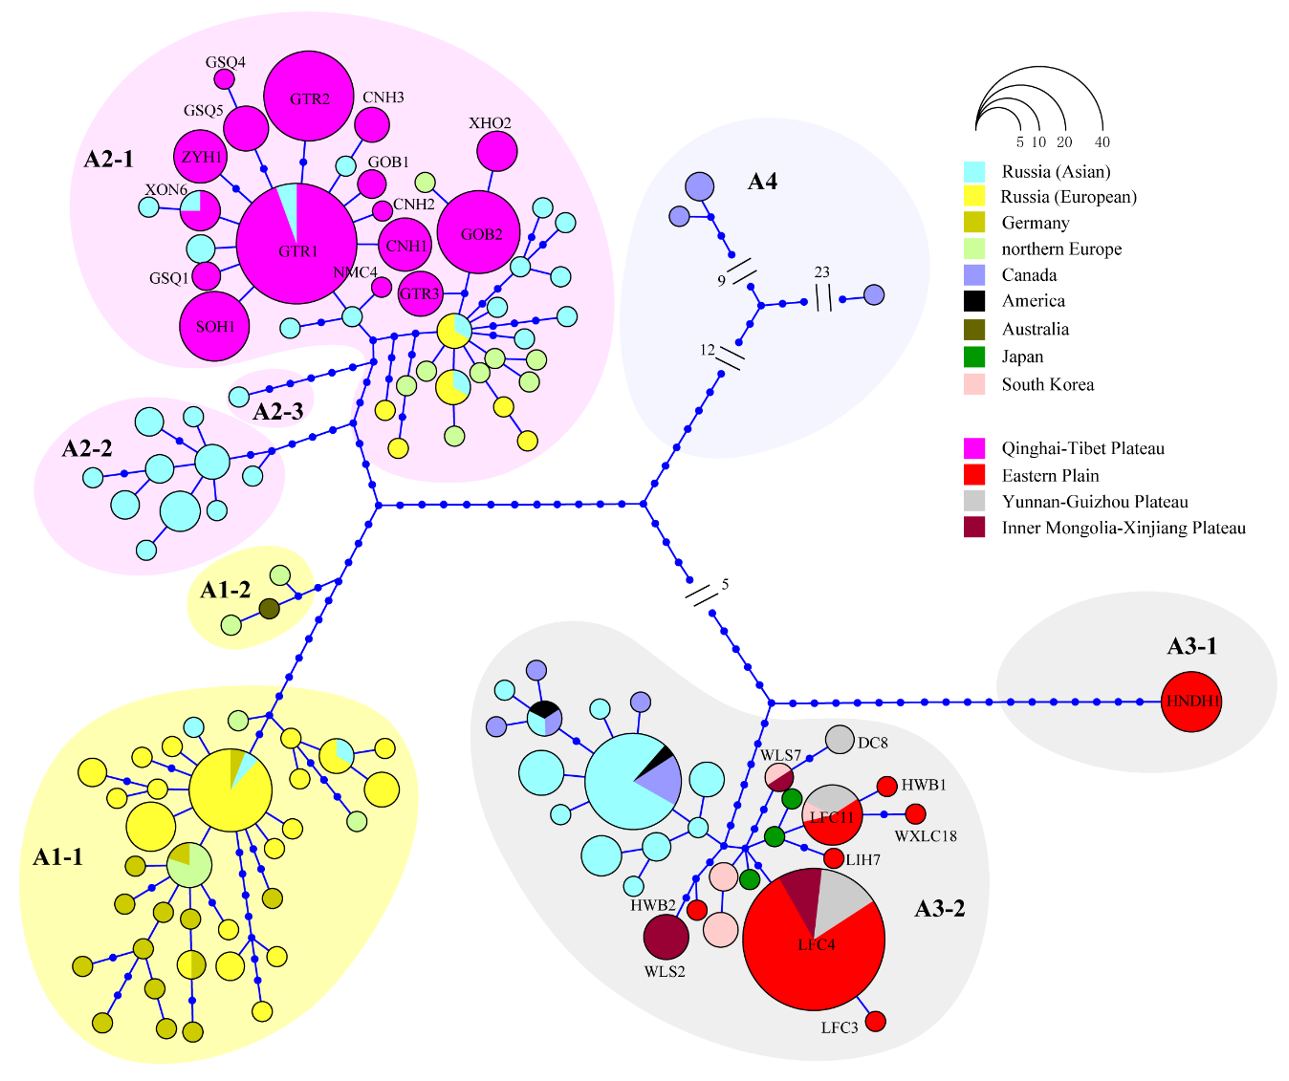 GSQ4
GTR2
CNH3
GSQ5
XHO2
ZYH1
A2-1
GOB1
XON6
CNH2
GTR1
CNH1
GOB2
GSQ1
NMC4
GTR3
SOH1
A2-3
A2-2
A1-2
A4
9
23
12
5
5 10 20 40
Russia (Asian)
Russia (European)
Germany
northern Europe
Canada
America
Australia
Japan
South Korea
Qinghai-Tibet Plateau
Eastern Plain
Yunnan-Guizhou Plateau
Inner Mongolia-Xinjiang Plateau
A3-1
HNDH1
A1-1
DC8
WLS7
HWB1
LFC11
WXLC18
LIH7
HWB2
A3-2
LFC4
WLS2
LFC3